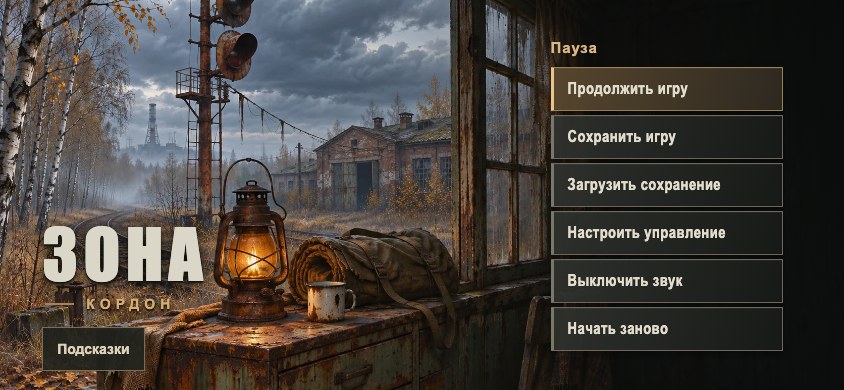 ЗОНА
КОРДОН
Подсказки
Пауза
Продолжить игру
Сохранить игру
Загрузить сохранение
Настроить управление
Выключить звук
Начать заново